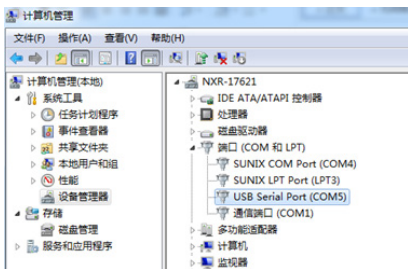 计算机管理
文件(F) 操作(A) 查看(V) 帮助(H)
计算机管理(本地)
系统工具
任务计划程序
事件查看器
共享文件夹
本地用户和组
性能
设备管理器
存储
磁盘管理
服务和应用程序
NXR-17621
IDE ATA/ATAPI 控制器
处理器
磁盘驱动器
端口 (COM 和 LPT)
SUNIX COM Port (COM4)
SUNIX LPT Port (LPT3)
USB Serial Port (COM5)
通信端口 (COM1)
多功能适配器
计算机
监视器